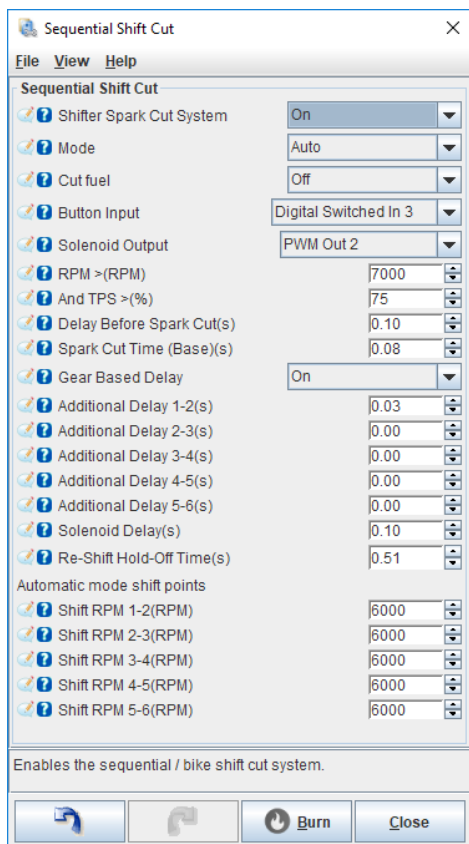 Sequential Shift Cut
File View Help
Sequential Shift Cut
Shifter Spark Cut System On
Mode Auto
Cut fuel Off
Button Input Digital Switched In 3
Solenoid Output PWM Out 2
RPM >(RPM) 7000
And TPS >(%) 75
Delay Before Spark Cut(s) 0.10
Spark Cut Time (Base)(s) 0.08
Gear Based Delay On
Additional Delay 1-2(s) 0.03
Additional Delay 2-3(s) 0.00
Additional Delay 3-4(s) 0.00
Additional Delay 4-5(s) 0.00
Additional Delay 5-6(s) 0.00
Solenoid Delay(s) 0.10
Re-Shift Hold-Off Time(s) 0.51
Automatic mode shift points
Shift RPM 1-2(RPM) 6000
Shift RPM 2-3(RPM) 6000
Shift RPM 3-4(RPM) 6000
Shift RPM 4-5(RPM) 6000
Shift RPM 5-6(RPM) 6000
Enables the sequential / bike shift cut system.
Burn Close